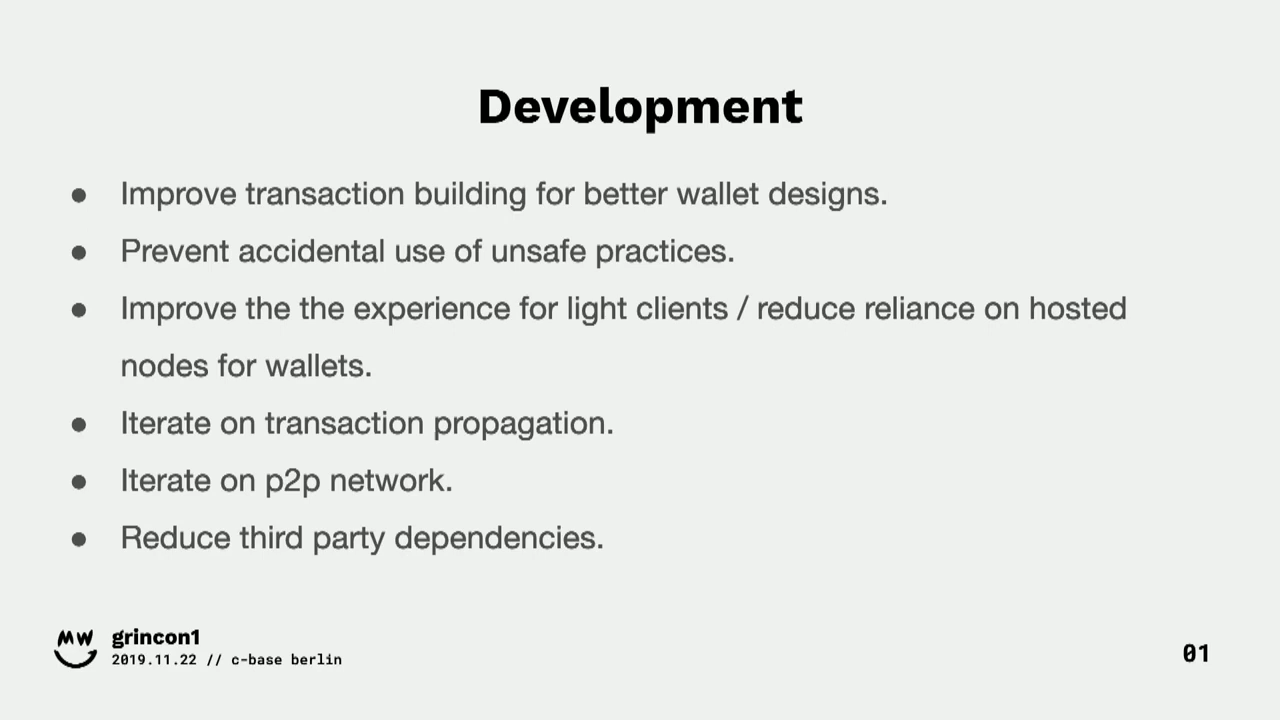 Development
● Improve transaction building for better wallet designs.
● Prevent accidental use of unsafe practices.
● Improve the the experience for light clients / reduce reliance on hosted
nodes for wallets.
● Iterate on transaction propagation.
● Iterate on p2p network.
● Reduce third party dependencies.
MW
grincon1
2019.11.22 // c-base berlin
01